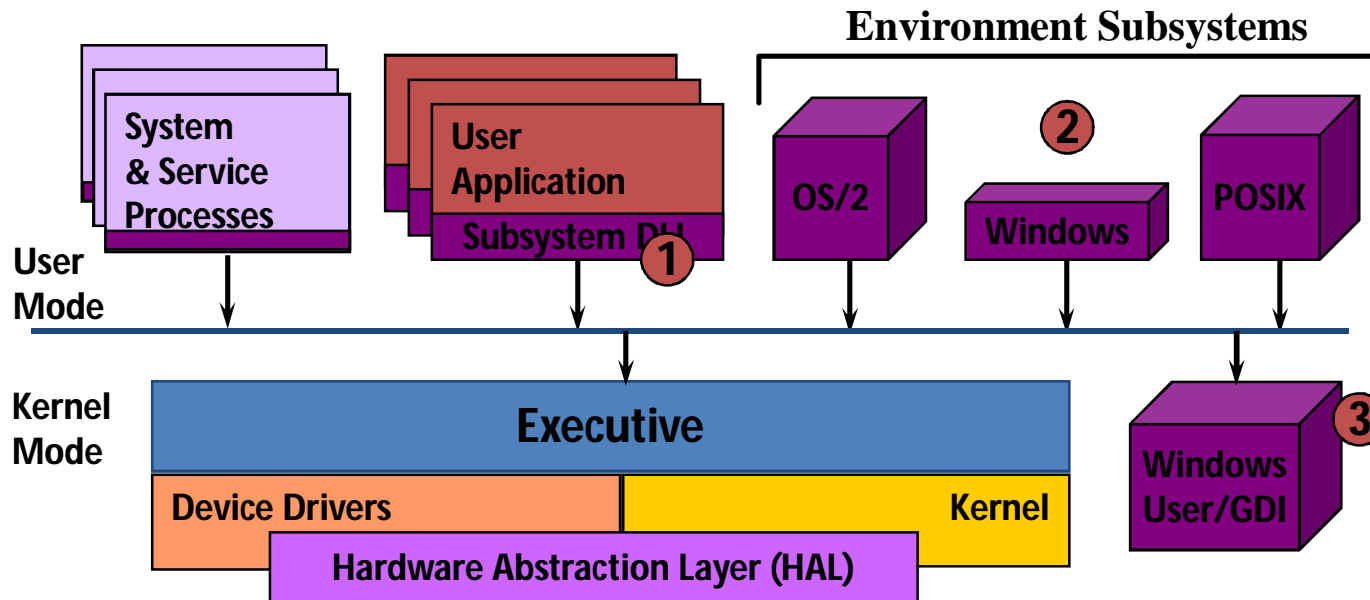 Environment Subsystems
System
& Service
Processes
User
Application
Subsystem DLL
1
OS/2
2
Windows
POSIX
User
Mode
Kernel
Mode
Executive
Device Drivers
Kernel
Hardware Abstraction Layer (HAL)
Windows
User/GDI
3